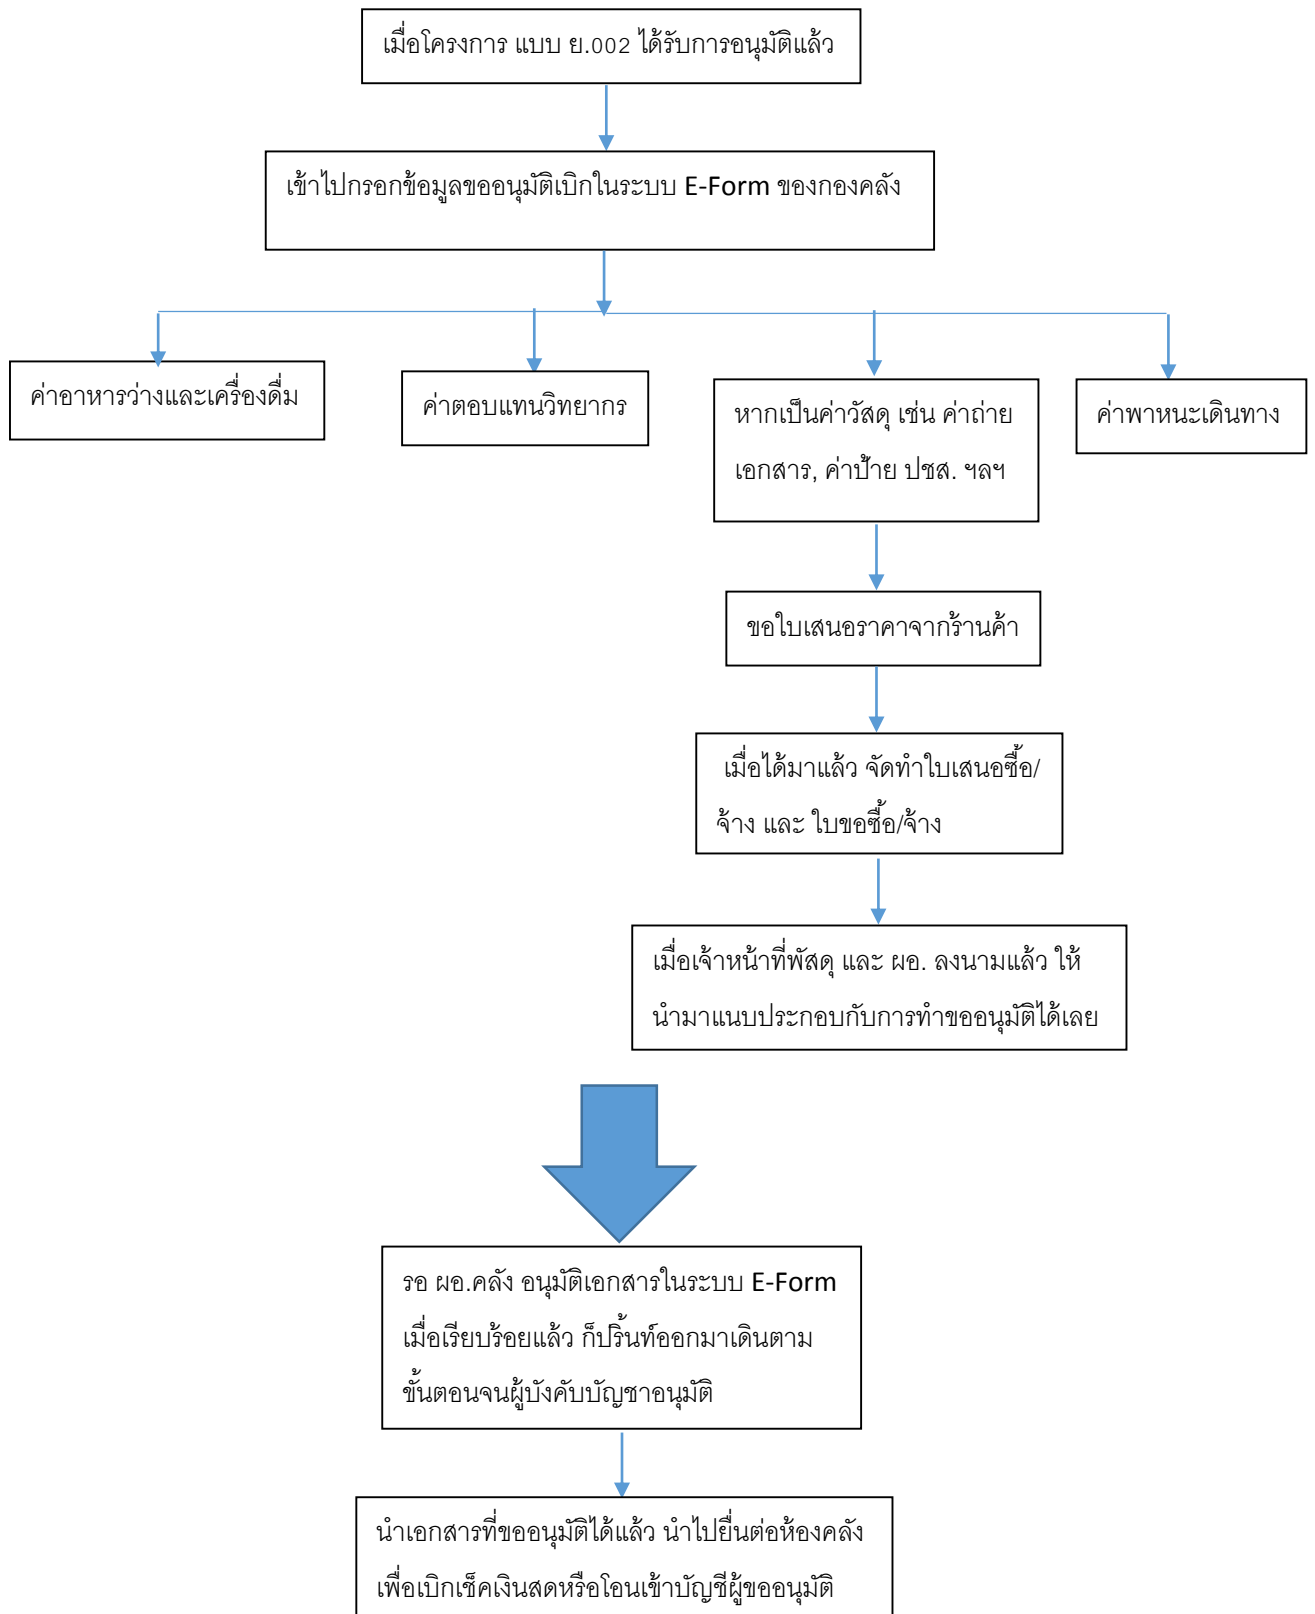 เมื่อโครงการ แบบ ย.002 ได้รับการอนุมัติแล้ว
เข้าไปกรอกข้อมูลขออนุมัติเบิกในระบบ E-Form ของกองคลัง
ค่าอาหารว่างและเครื่องดื่ม
ค่าตอบแทนวิทยากร
หากเป็นค่าวัสดุ เช่น ค่าถ่าย
เอกสาร, ค่าป้าย ปชส. ฯลฯ
ค่าพาหนะเดินทาง
ขอใบเสนอราคาจากร้านค้า
เมื่อได้มาแล้ว จัดทำใบเสนอซื้อ/
จ้าง และ ใบขอซื้อ/จ้าง
เมื่อเจ้าหน้าที่พัสดุ และ ผอ. ลงนามแล้ว ให้
นำมาแนบประกอบกับการทำขออนุมัติได้เลย
รอ ผอ.คลัง อนุมัติเอกสารในระบบ E-Form
เมื่อเรียบร้อยแล้ว ก็ปริ้นท์ออกมาเดินตาม
ขั้นตอนจนผู้บังคับบัญชาอนุมัติ
นำเอกสารที่ขออนุมัติได้แล้ว นำไปยื่นต่อห้องคลัง
เพื่อเบิกเช็คเงินสดหรือโอนเข้าบัญชีผู้ขออนุมัติ